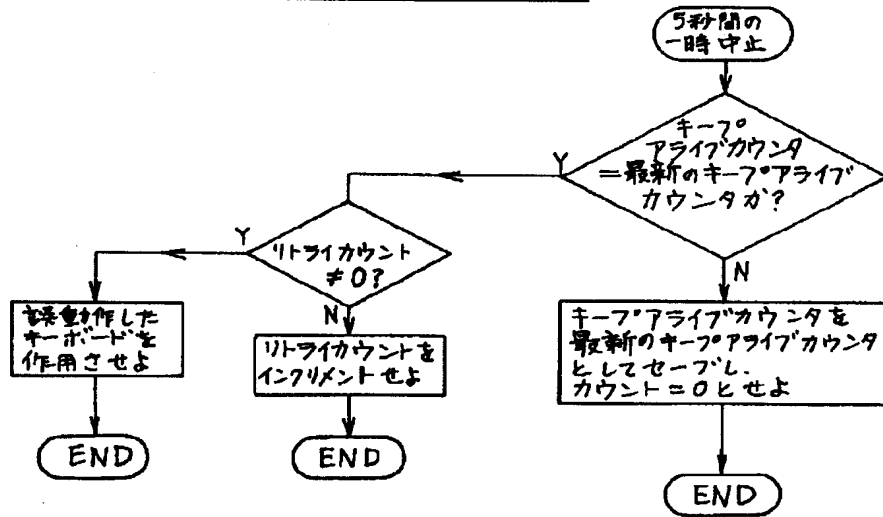 5秒間の
一時中止
キープ
アライブカウンタ
=最新のキープアライブ
カウンタか?
Y
N
リトライカウント
≠0?
Y
N
誤動作した
キーボードを
作用させよ
リトライカウントを
インクリメントせよ
キープアライブカウンタを
最新のキープアライブカウンタ
としてセーブし.
カウント=0とせよ
END
END
END